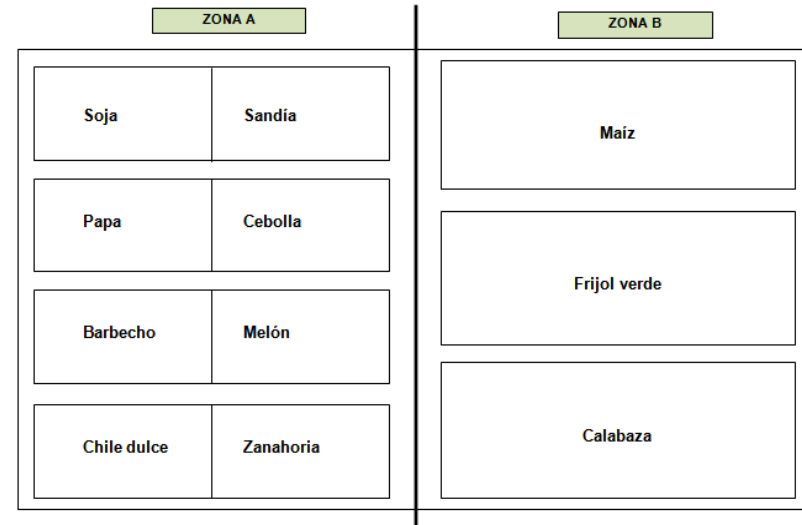 ZONA A
ZONA B
Soja
Sandía
Papa
Cebolla
Barbecho
Melón
Chile dulce
Zanahoria
Maíz
Frijol verde
Calabaza